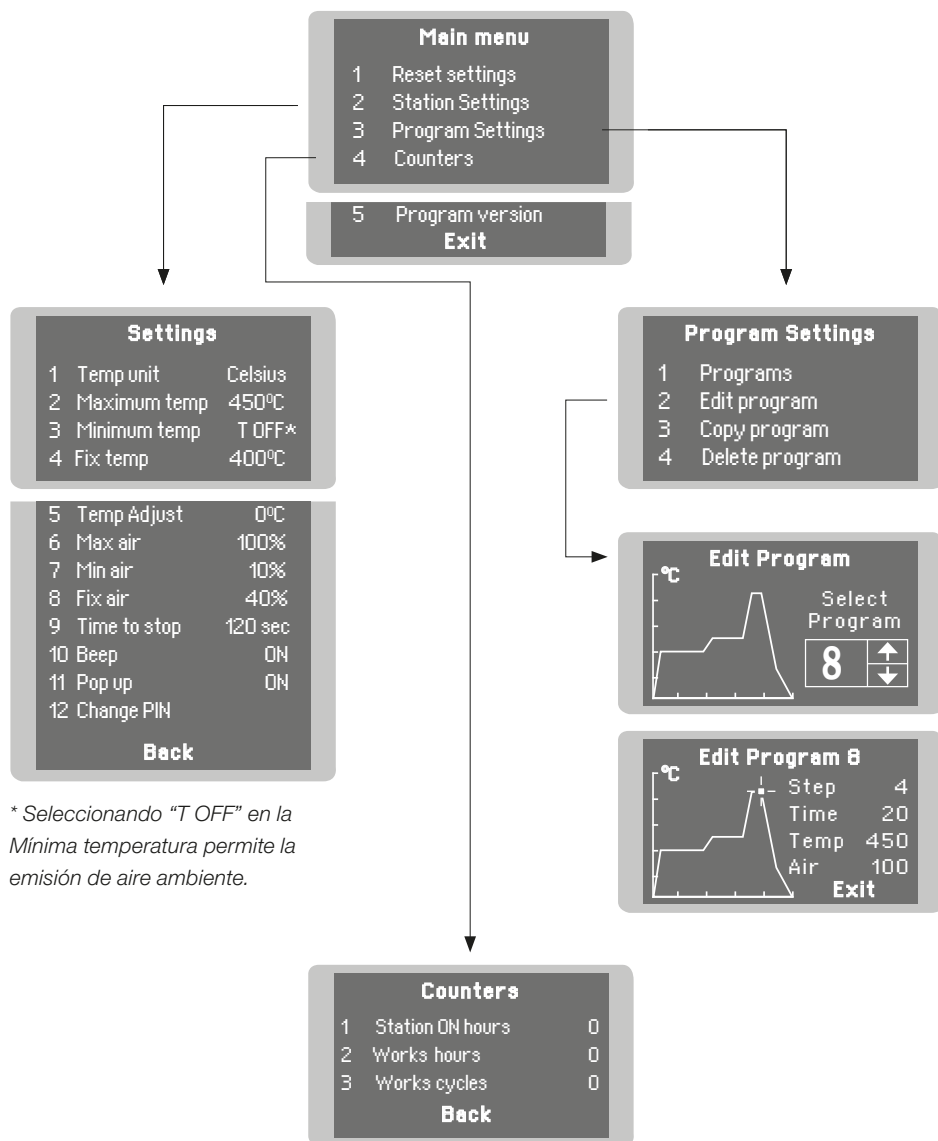 Main menu
1 Reset settings
2 Station Settings
3 Program Settings
4 Counters
5 Program version
Exit
Settings
1 Temp unit Celsius
2 Maximum temp 450ºC
3 Minimum temp T OFF*
4 Fix temp 400ºC
5 Temp Adjust 0ºC
6 Max air 100%
7 Min air 10%
8 Fix air 40%
9 Time to stop 120 sec
10 Beep ON
11 Pop up ON
12 Change PIN
Back
* Seleccionando “T OFF” en la
Mínima temperatura permite la
emisión de aire ambiente.
Program Settings
1 Programs
2 Edit program
3 Copy program
4 Delete program
Edit Program
ºC
Select
Program
8
Edit Program 8
ºC
Step 4
Time 20
Temp 450
Air 100
Exit
Counters
1 Station ON hours 0
2 Works hours 0
3 Works cycles 0
Back